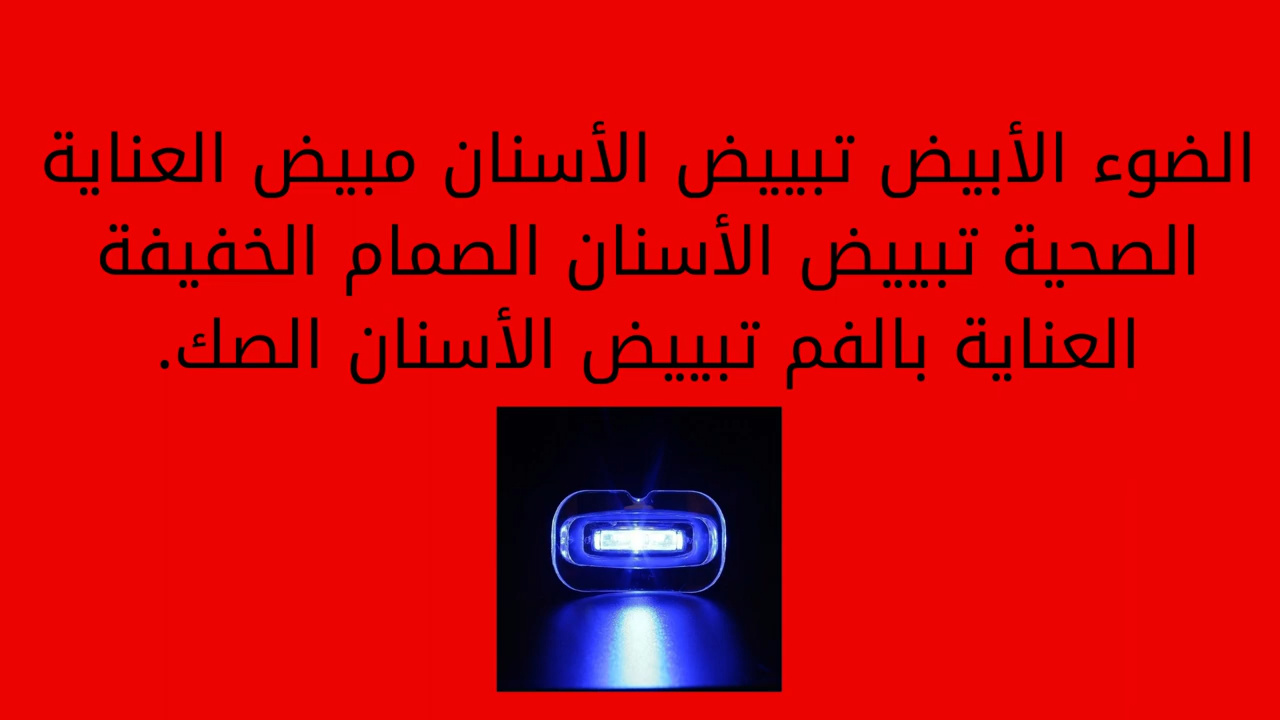 الضوء الأبيض تبييض الأسنان مبيض العناية
الصحية تبييض الأسنان الصمام الخفيفة
العناية بالفم تبييض الأسنان الصك.